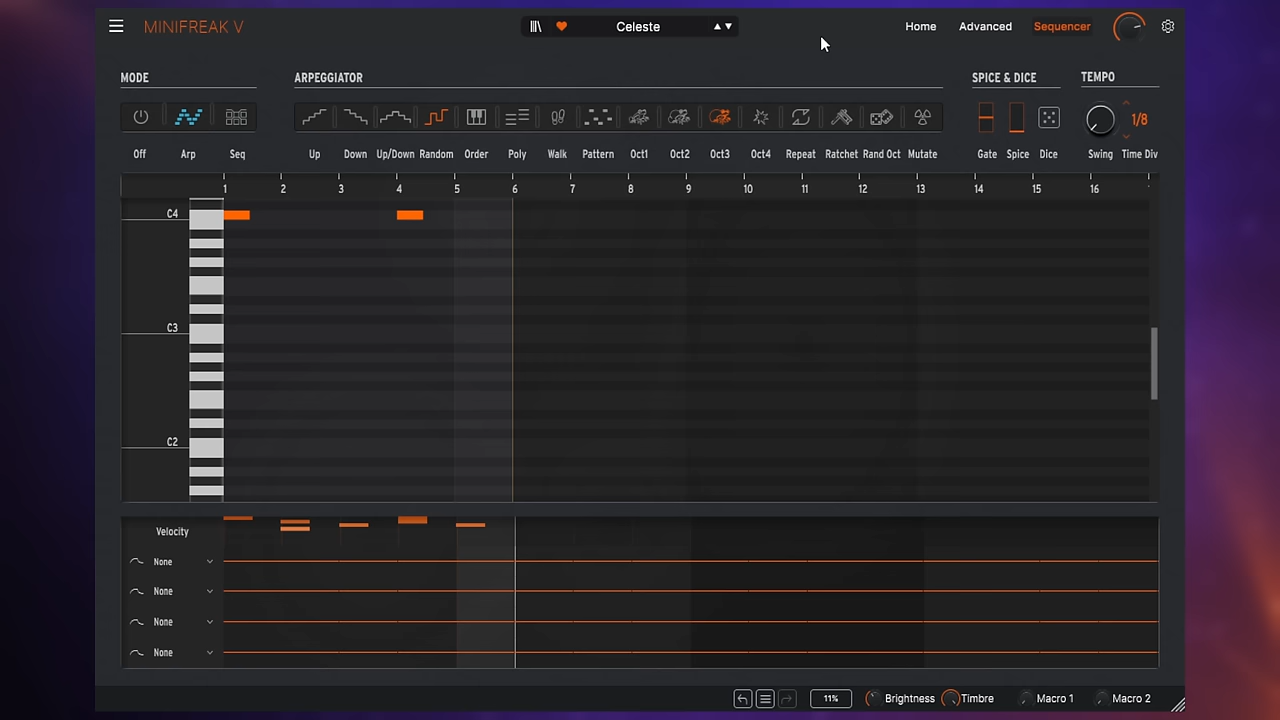 MINIFREAK V
Celeste
Home Advanced Sequencer
MODE
ARPEGGIATOR
SPICE & DICE
TEMPO
1/8
Off Arp Seq
Up Down Up/Down Random Order Poly Walk Pattern Oct1 Oct2 Oct3 Oct4 Repeat Ratchet Rand Oct Mutate
Gate Spice Dice
Swing Time Div
1 2 3 4 5 6 7 8 9 10 11 12 13 14 15 16
C4
C3
C2
Velocity
None
None
None
None
11% Brightness Timbre Macro 1 Macro 2